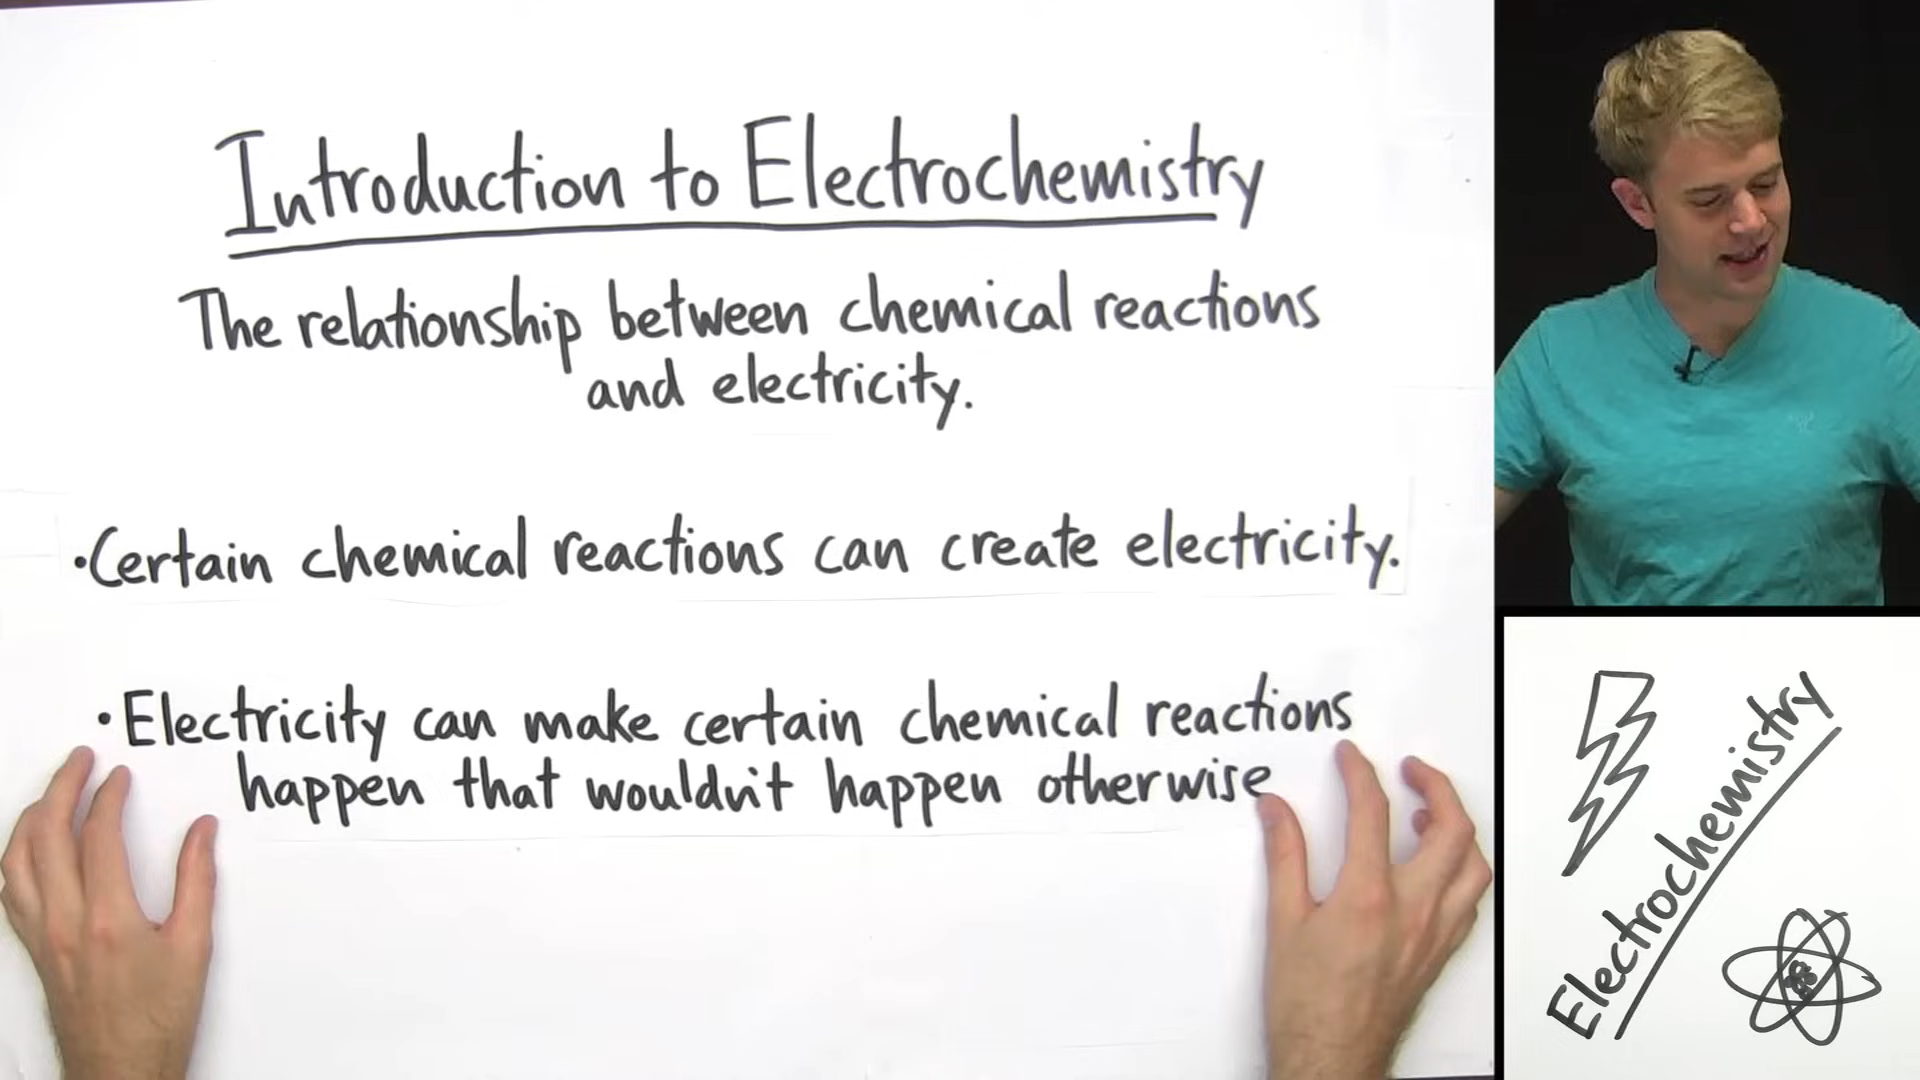 Introduction to Electrochemistry
The relationship between chemical reactions
and electricity.
•Certain chemical reactions can create electricity.
•Electricity can make certain chemical reactions
happen that wouldn't happen otherwise
Electrochemistry